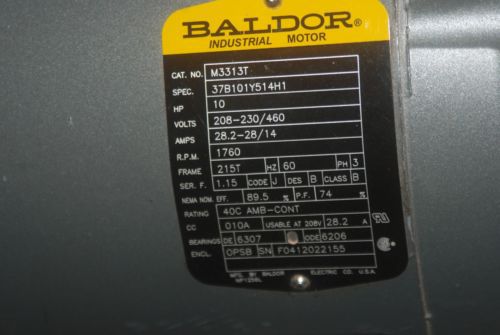 BALDOR®
INDUSTRIAL MOTOR
CAT. NO. M3313T
SPEC. 37B101Y514H1
HP 10
VOLTS 208-230/460
AMPS 28.2-28/14
R.P.M. 1760
FRAME 215T HZ 60 PH 3
SER. F. 1.15 CODE J DES B CLASS B
NEMA NOM. EFF. 89.5 % P.F. 74 %
RATING 40C AMB-CONT
CC 010A USABLE AT 208V 28.2 A
BEARINGS DE 6307 ODE 6206
ENCL. OPSB SN F0412022155
MFG. BY BALDOR ELECTRIC CO. U.S.A.